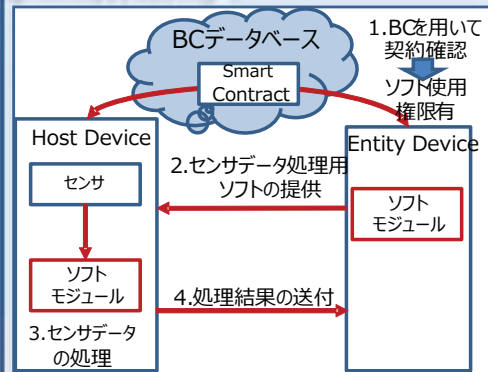 BCデータベース
Smart
Contract
1.BCを用いて
契約確認
ソフト使用
権限有
Host Device
センサ
ソフト
モジュール
3.センサデータ
の処理
2.センサデータ処理用
ソフトの提供
4.処理結果の送付
Entity Device
ソフト
モジュール